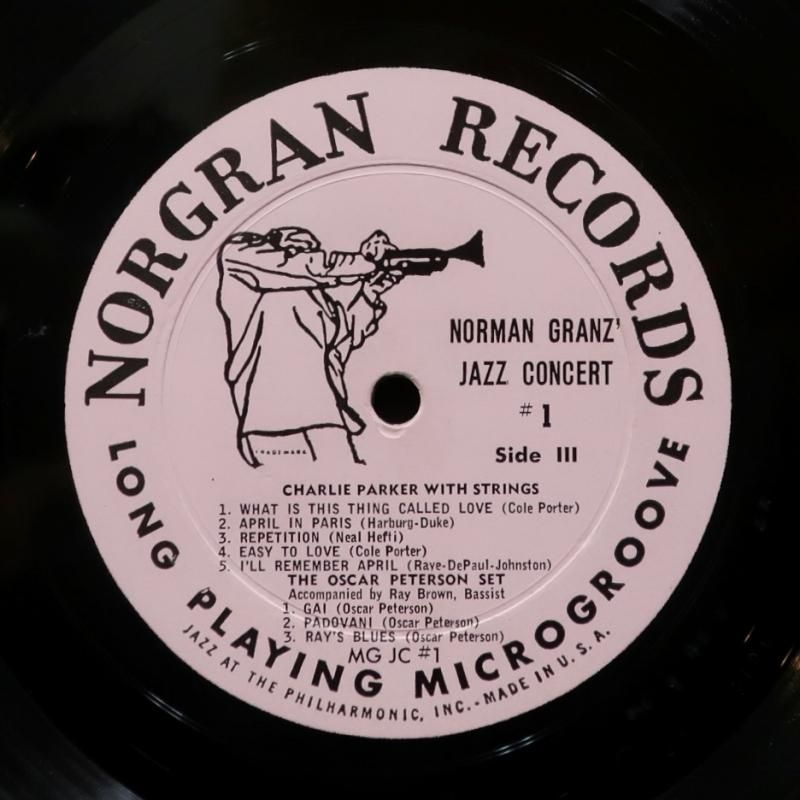 NORGRAN RECORDS
NORMAN GRANZ'
JAZZ CONCERT
# 1
Side III
TRADEMARK
CHARLIE PARKER WITH STRINGS
1. WHAT IS THIS THING CALLED LOVE (Cole Porter)
2. APRIL IN PARIS (Harburg-Duke)
3. REPETITION (Neal Hefti)
4. EASY TO LOVE (Cole Porter)
5. I'LL REMEMBER APRIL (Raye-DePaul-Johnston)
THE OSCAR PETERSON SET
Accompanied by Ray Brown, Bassist
1. GAI (Oscar Peterson)
2. PADOVANI (Oscar Peterson)
3. RAY'S BLUES (Oscar Peterson)
MG JC #1
LONG PLAYING MICROGROOVE
JAZZ AT THE PHILHARMONIC, INC.-MADE IN U.S.A.